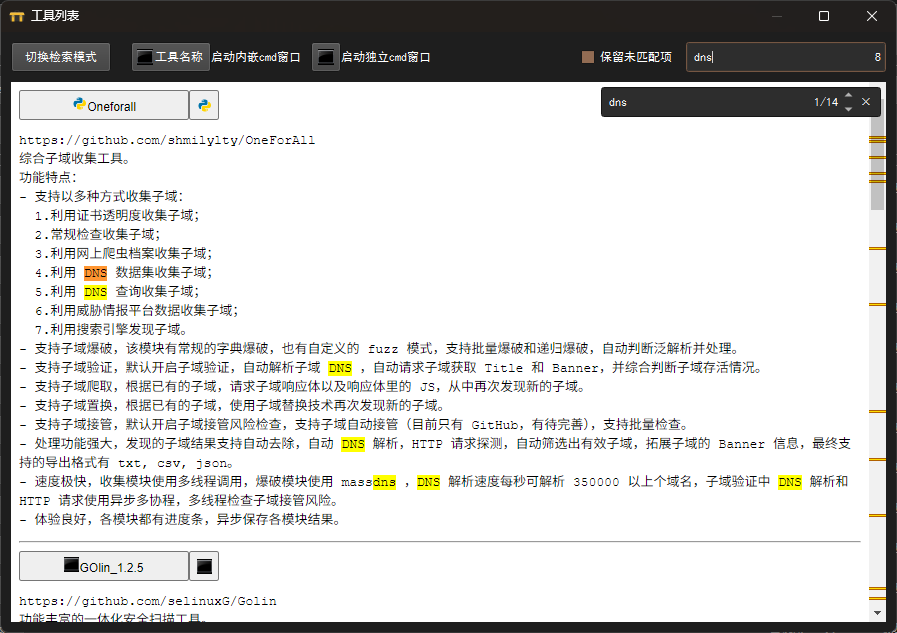 工具列表
切换检索模式 工具名称 启动内嵌cmd窗口 启动独立cmd窗口 保留未匹配项 dns 8
dns 1/14
Oneforall
https://github.com/shmilylty/OneForAll
综合子域收集工具。
功能特点：
- 支持以多种方式收集子域：
1.利用证书透明度收集子域；
2.常规检查收集子域；
3.利用网上爬虫档案收集子域；
4.利用 DNS 数据集收集子域；
5.利用 DNS 查询收集子域；
6.利用威胁情报平台数据收集子域；
7.利用搜索引擎发现子域。
- 支持子域爆破，该模块有常规的字典爆破，也有自定义的 fuzz 模式，支持批量爆破和递归爆破，自动判断泛解析并处理。
- 支持子域验证，默认开启子域验证，自动解析子域 DNS ，自动请求子域获取 Title 和 Banner，并综合判断子域存活情况。
- 支持子域爬取，根据已有的子域，请求子域响应体以及响应体里的 JS，从中再次发现新的子域。
- 支持子域置换，根据已有的子域，使用子域替换技术再次发现新的子域。
- 支持子域接管，默认开启子域接管风险检查，支持子域自动接管（目前只有 GitHub，有待完善），支持批量检查。
- 处理功能强大，发现的子域结果支持自动去除，自动 DNS 解析，HTTP 请求探测，自动筛选出有效子域，拓展子域的 Banner 信息，最终支
持的导出格式有 txt, csv, json。
- 速度极快，收集模块使用多线程调用，爆破模块使用 massdns ，DNS 解析速度每秒可解析 350000 以上个域名，子域验证中 DNS 解析和
HTTP 请求使用异步多协程，多线程检查子域接管风险。
- 体验良好，各模块都有进度条，异步保存各模块结果。
GOlin_1.2.5
https://github.com/selinuxG/Golin
功能丰富的一体化安全扫描工具。